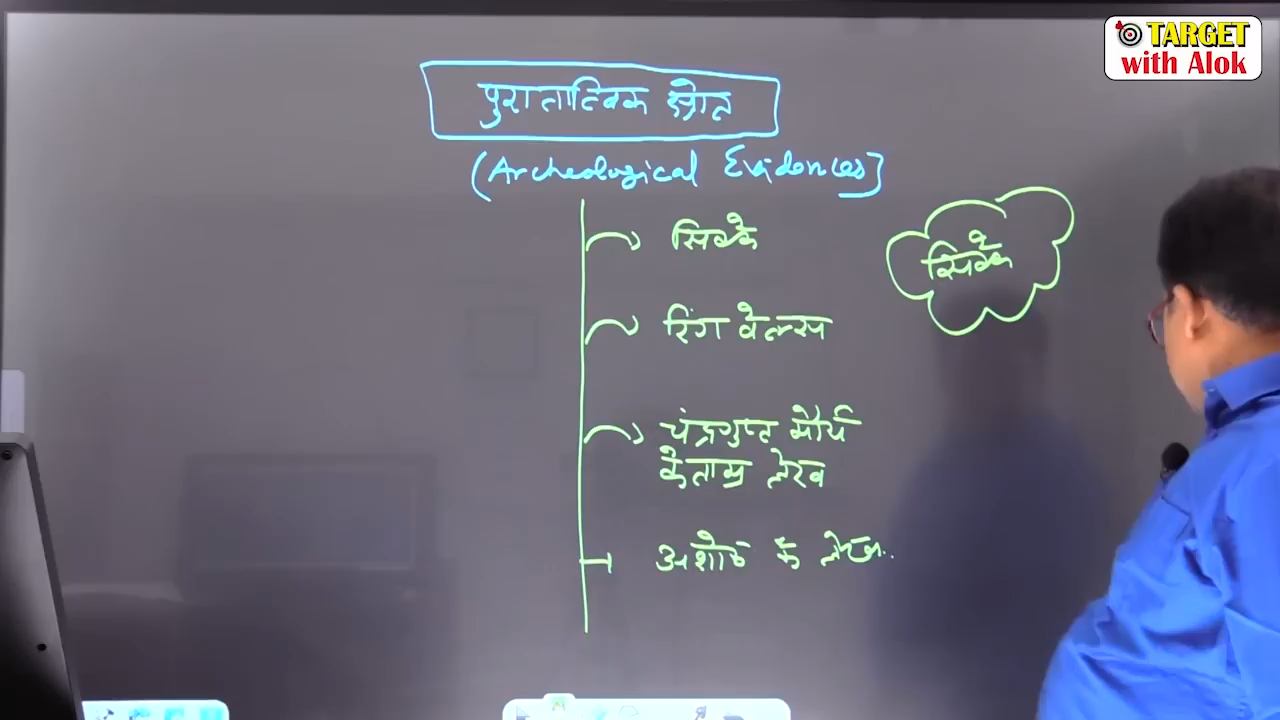 TARGET
with Alok
पुरातात्विक स्रोत
(Archeological Evidences)
सिक्के
सिक्के
रिंग वेल्स
चंद्रगुप्त मौर्य
के ताम्र लेख
अशोक के लेख..